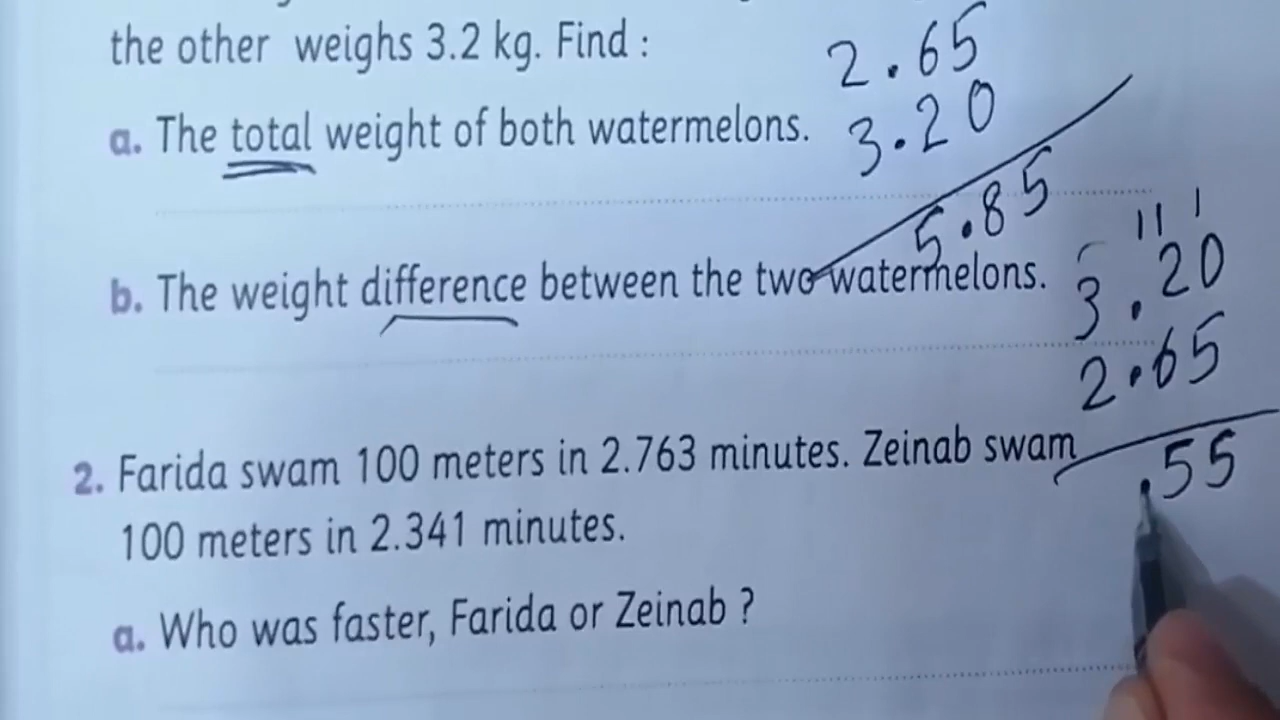 the other weighs 3.2 kg. Find :
2.65
a. The total weight of both watermelons.
3.20
5.85
11 1
b. The weight difference between the two watermelons.
3.20
2.65
.55
2. Farida swam 100 meters in 2.763 minutes. Zeinab swam
100 meters in 2.341 minutes.
a. Who was faster, Farida or Zeinab ?